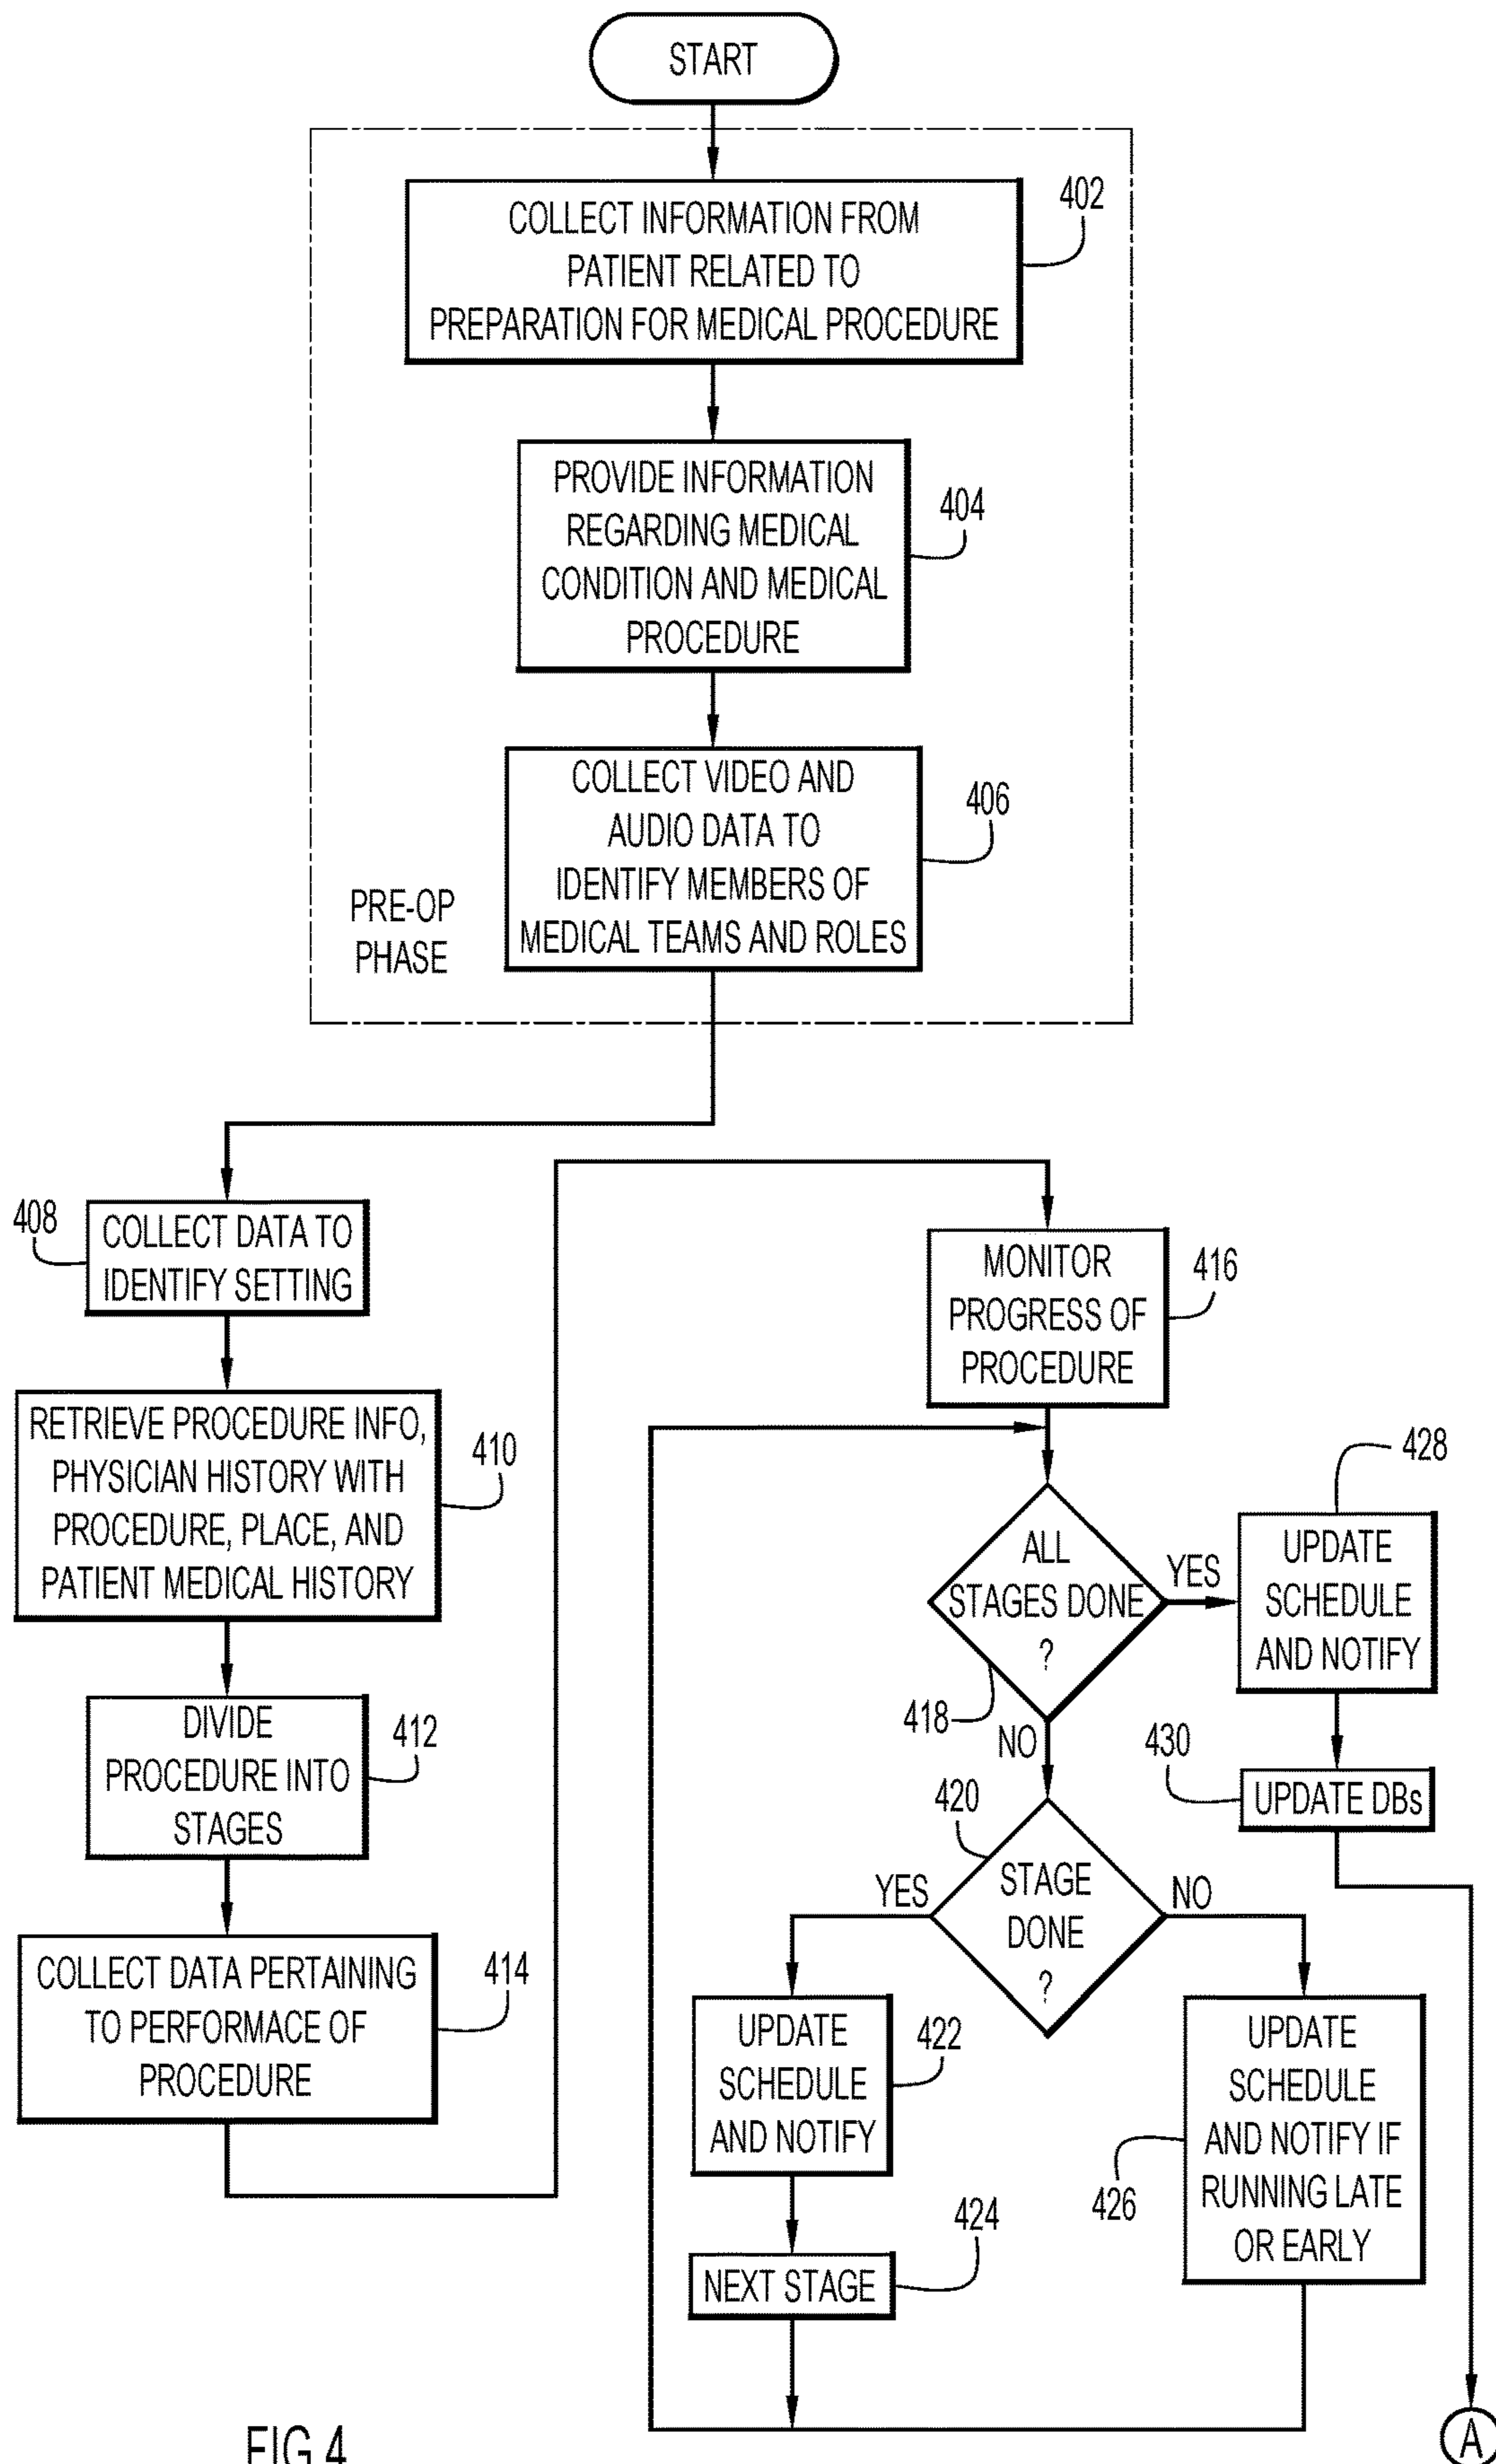 START
402
COLLECT INFORMATION FROM
PATIENT RELATED TO
PREPARATION FOR MEDICAL PROCEDURE
PROVIDE INFORMATION
REGARDING MEDICAL
CONDITION AND MEDICAL
PROCEDURE
404
COLLECT VIDEO AND
AUDIO DATA TO
IDENTIFY MEMBERS OF
MEDICAL TEAMS AND ROLES
406
PRE-OP
PHASE
408
COLLECT DATA TO
IDENTIFY SETTING
RETRIEVE PROCEDURE INFO,
PHYSICIAN HISTORY WITH
PROCEDURE, PLACE, AND
PATIENT MEDICAL HISTORY
410
DIVIDE
PROCEDURE INTO
STAGES
412
COLLECT DATA PERTAINING
TO PERFORMACE OF
PROCEDURE
414
MONITOR
PROGRESS OF
PROCEDURE
416
ALL
STAGES DONE
?
418
YES
NO
428
UPDATE
SCHEDULE
AND NOTIFY
430
UPDATE DBs
420
STAGE
DONE
?
YES
NO
UPDATE
SCHEDULE
AND NOTIFY
422
424
NEXT STAGE
UPDATE
SCHEDULE
AND NOTIFY IF
RUNNING LATE
OR EARLY
426
A
FIG.4